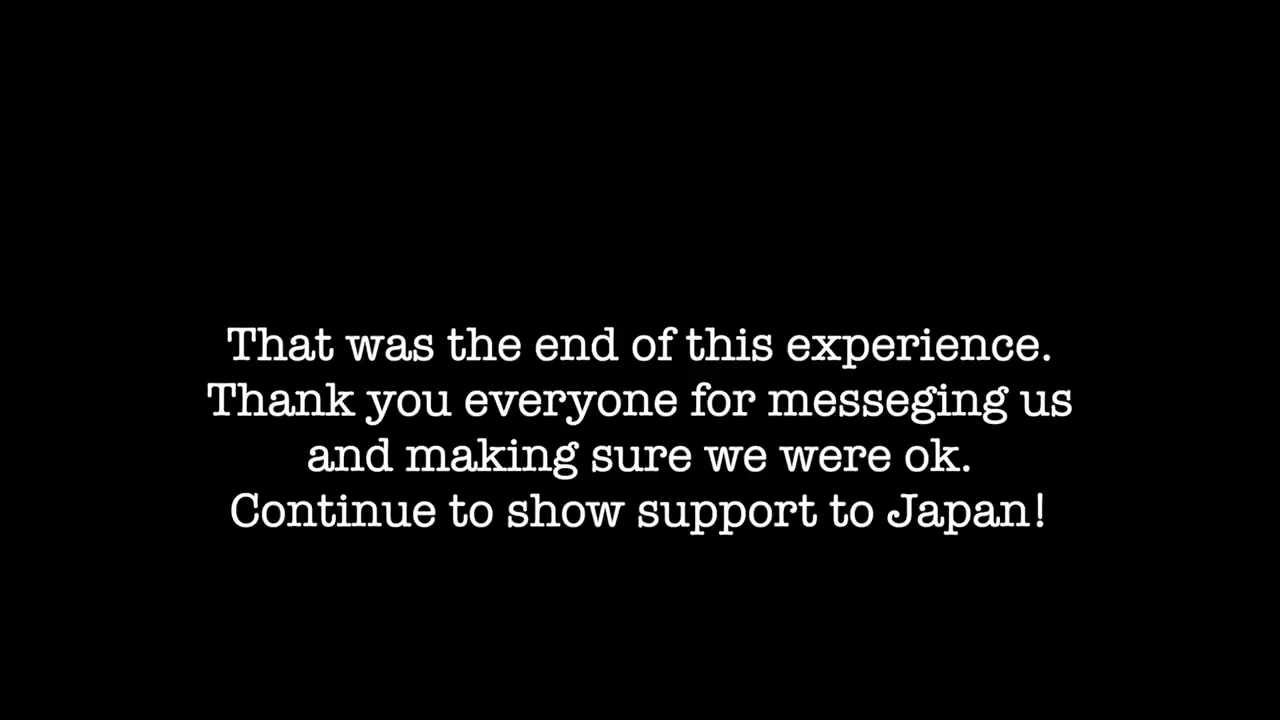 That was the end of this experience.
Thank you everyone for messeging us
and making sure we were ok.
Continue to show support to Japan!